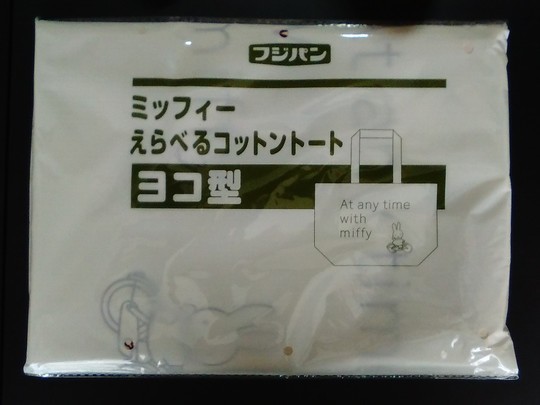 フジパン
ミッフィー
えらべるコットントート
ヨコ型
At any time
with
miffy